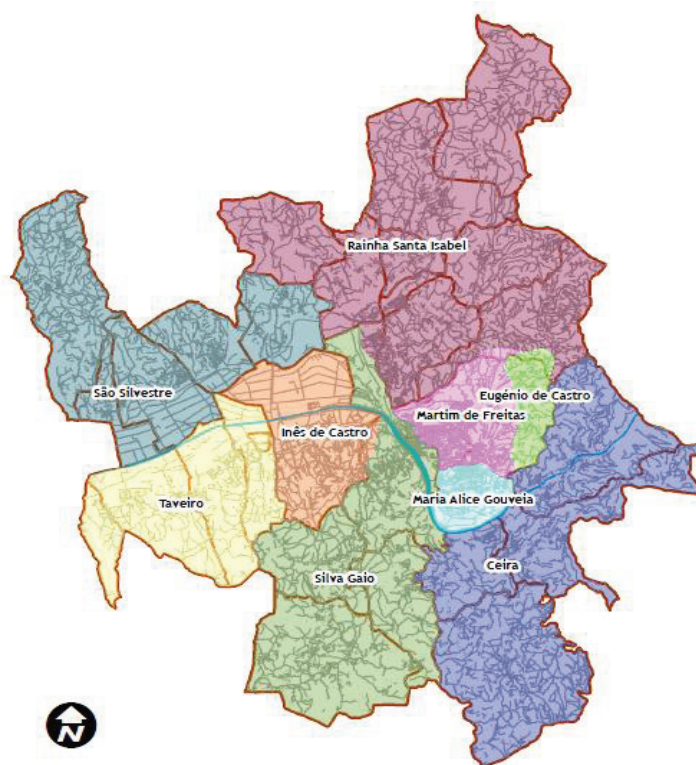 Rainha Santa Isabel
São Silvestre
Eugénio de Castro
Martim de Freitas
Inês de Castro
Maria Alice Gouveia
Taveiro
Ceira
Silva Gaio
N